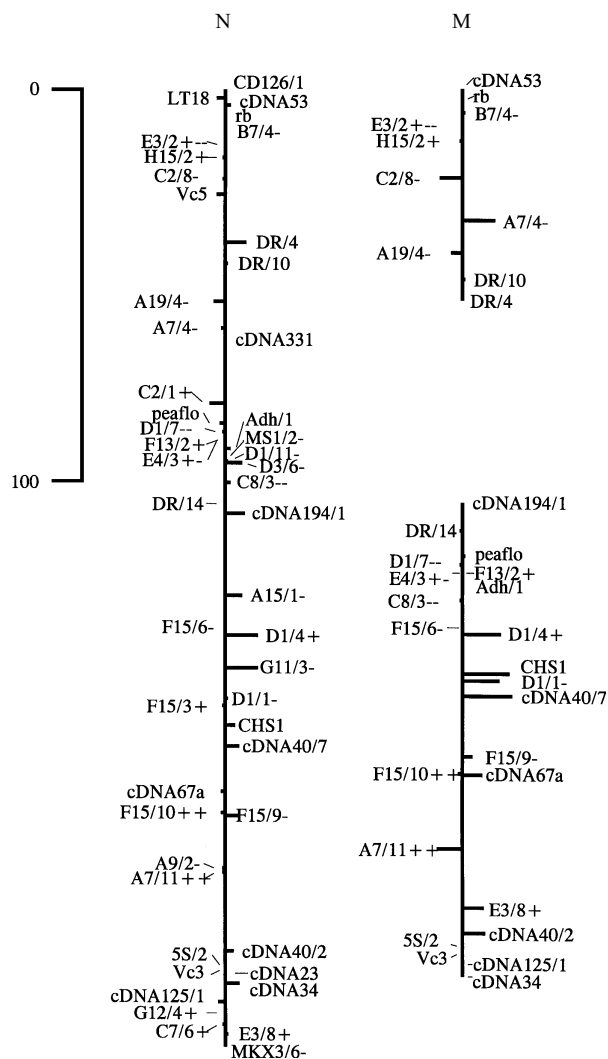 N
M
0
100
CD126/1
LT18
cDNA53
rb
B7/4-
E3/2+--
H15/2+
C2/8-
Vc5
DR/4
DR/10
A19/4-
A7/4-
cDNA331
C2/1+
peaflo
Adh/1
D1/7--
MS1/2-
F13/2+
D1/11-
E4/3+-
D3/6-
C8/3--
DR/14
cDNA194/1
A15/1-
F15/6-
D1/4+
G11/3-
D1/1-
F15/3+
CHS1
cDNA40/7
cDNA67a
F15/10++
F15/9-
A9/2-
A7/11++
cDNA40/2
5S/2
Vc3
cDNA23
cDNA34
cDNA125/1
G12/4+
C7/6+
E3/8+
MKX3/6-
cDNA53
rb
B7/4-
E3/2+--
H15/2+
C2/8-
A7/4-
A19/4-
DR/10
DR/4
cDNA194/1
DR/14
peaflo
D1/7--
F13/2+
E4/3+-
Adh/1
C8/3--
F15/6-
D1/4+
CHS1
D1/1-
cDNA40/7
F15/9-
F15/10++
cDNA67a
A7/11++
E3/8+
cDNA40/2
5S/2
Vc3
cDNA125/1
cDNA34